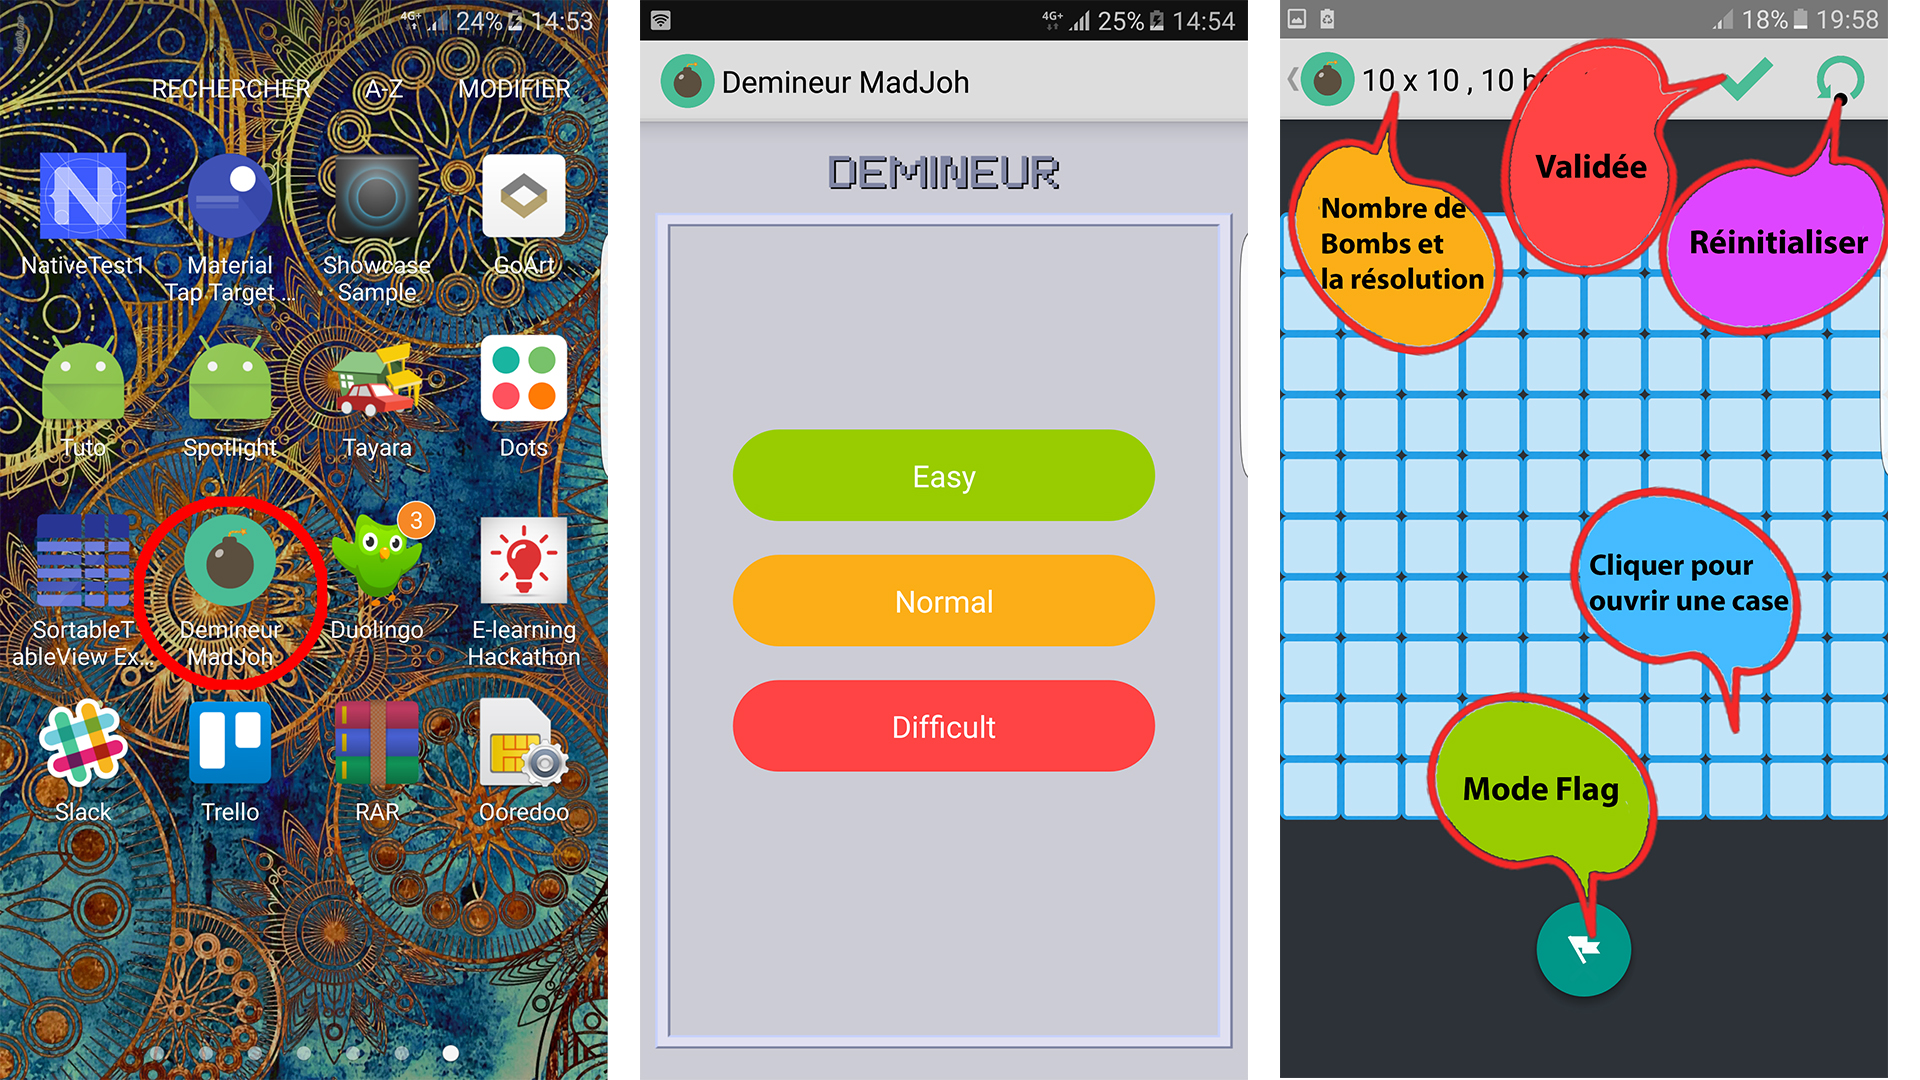 4G+ 24% 14:53
RECHERCHER A-Z MODIFIER
NativeTest1
Material
Tap Target ...
Showcase
Sample
GoArt
Tuto
Spotlight
Tayara
Dots
3
SortableT
ableView Ex...
Demineur
MadJoh
Duolingo
E-learning
Hackathon
Slack
Trello
RAR
Ooredoo
4G+ 25% 14:54
Demineur MadJoh
DEMINEUR
Easy
Normal
Difficult
18% 19:58
10 x 10 , 10
Validée
Nombre de
Bombs et
la résolution
Réinitialiser
Cliquer pour
ouvrir une case
Mode Flag